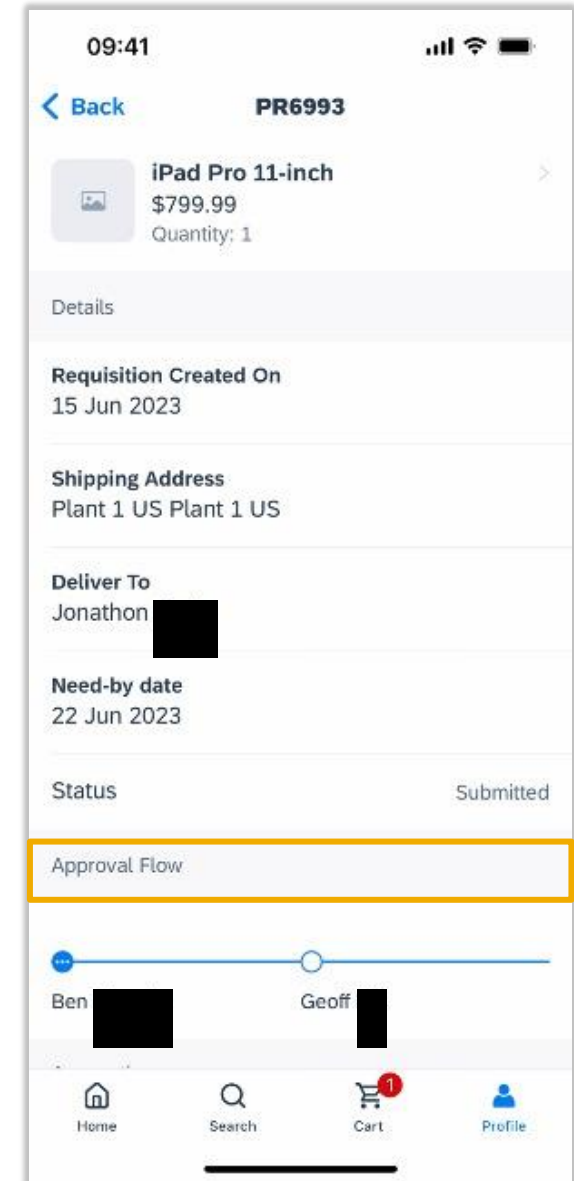 09:41
Back PR6993
iPad Pro 11-inch
$799.99
Quantity: 1
Details
Requisition Created On
15 Jun 2023
Shipping Address
Plant 1 US Plant 1 US
Deliver To
Jonathon
Need-by date
22 Jun 2023
Status Submitted
Approval Flow
Ben Geoff
1
Home Search Cart Profile